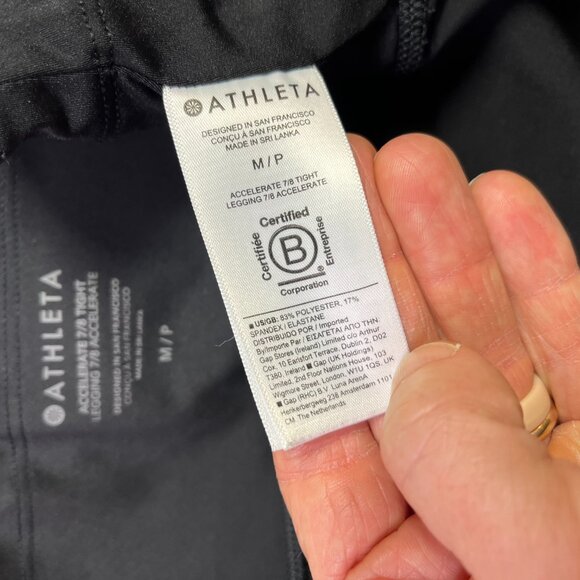 ATHLETA
DESIGNED IN SAN FRANCISCO
CONÇU À SAN FRANCISCO
MADE IN SRI LANKA
M / P
ACCELERATE 7/8 TIGHT
LEGGING 7/8 ACCELERATE
Certified
Certifiée
B
Entreprise
®
Corporation
■ US/GB: 83% POLYESTER, 17%
SPANDEX / ELASTANE
DISTRIBUIDO POR / Imported
By/Importe Par / ΕΙΣΑΓΕΤΑΙ ΑΠΟ ΤΗΝ:
Gap Stores (Ireland) Limited c/o Arthur
Cox, 10 Earlsfort Terrace, Dublin 2, D02
T380, Ireland ■ Gap (UK Holdings)
Limited, 2nd Floor Nations House, 103
Wigmore Street, London, W1U 1QS, UK
■ Gap (RHC) B.V. Luna ArenA
Herikerbergweg 238 Amsterdam 1101
CM, The Netherlands
ATHLETA
ACCELERATE 7/8 TIGHT
LEGGING 7/8 ACCELERATE
DESIGNED IN SAN FRANCISCO
CONÇU À SAN FRANCISCO
MADE IN SRI LANKA
M / P